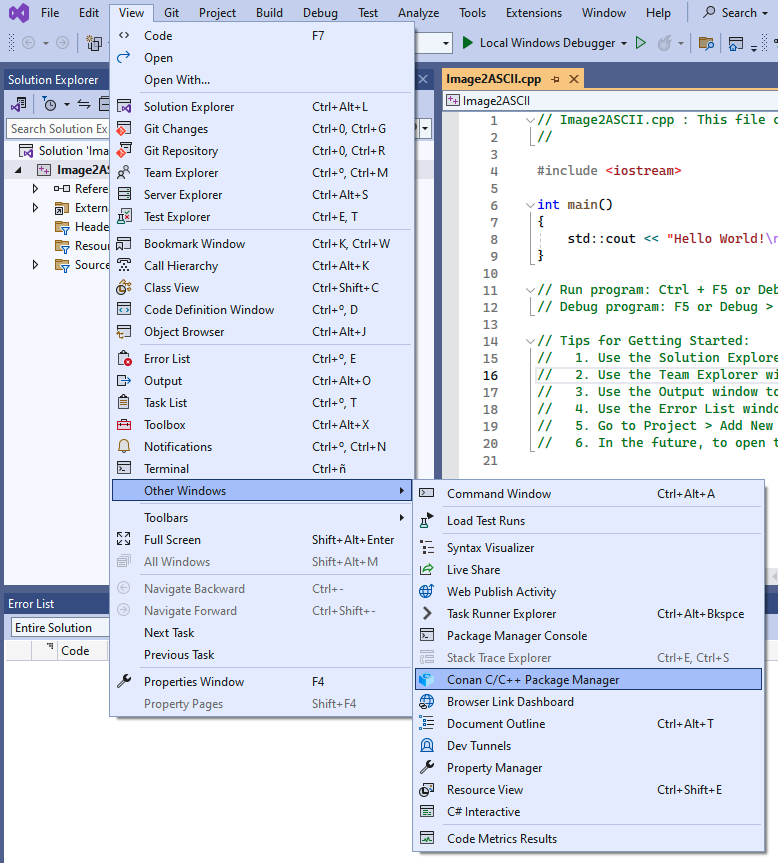 File Edit View Git Project Build Debug Test Analyze Tools Extensions Window Help Search
Local Windows Debugger
Solution Explorer
Search Solution Ex
Solution 'Ima
Image2AS
Refere
Externa
Heade
Resou
Source
Code F7
Open
Open With...
Solution Explorer Ctrl+Alt+L
Git Changes Ctrl+0, Ctrl+G
Git Repository Ctrl+0, Ctrl+R
Team Explorer Ctrl+º, Ctrl+M
Server Explorer Ctrl+Alt+S
Test Explorer Ctrl+E, T
Bookmark Window Ctrl+K, Ctrl+W
Call Hierarchy Ctrl+Alt+K
Class View Ctrl+Shift+C
Code Definition Window Ctrl+º, D
Object Browser Ctrl+Alt+J
Error List Ctrl+º, E
Output Ctrl+Alt+O
Task List Ctrl+º, T
Toolbox Ctrl+Alt+X
Notifications Ctrl+º, Ctrl+N
Terminal Ctrl+ñ
Other Windows
Toolbars
Full Screen Shift+Alt+Enter
All Windows Shift+Alt+M
Navigate Backward Ctrl+-
Navigate Forward Ctrl+Shift+-
Next Task
Previous Task
Properties Window F4
Property Pages Shift+F4
Image2ASCII.cpp
Image2ASCII
1 // Image2ASCII.cpp : This file c
2 //
3
4 #include <iostream>
5
6 int main()
7 {
8 std::cout << "Hello World!\n
9 }
10
11 // Run program: Ctrl + F5 or Deb
12 // Debug program: F5 or Debug >
13
14 // Tips for Getting Started:
15 // 1. Use the Solution Explore
16 // 2. Use the Team Explorer wi
17 // 3. Use the Output window to
18 // 4. Use the Error List windo
19 // 5. Go to Project > Add New
20 // 6. In the future, to open t
21
Command Window Ctrl+Alt+A
Load Test Runs
Syntax Visualizer
Live Share
Web Publish Activity
Task Runner Explorer Ctrl+Alt+Bkspce
Package Manager Console
Stack Trace Explorer Ctrl+E, Ctrl+S
Conan C/C++ Package Manager
Browser Link Dashboard
Document Outline Ctrl+Alt+T
Dev Tunnels
Property Manager
Resource View Ctrl+Shift+E
C# Interactive
Code Metrics Results
Error List
Entire Solution
Code